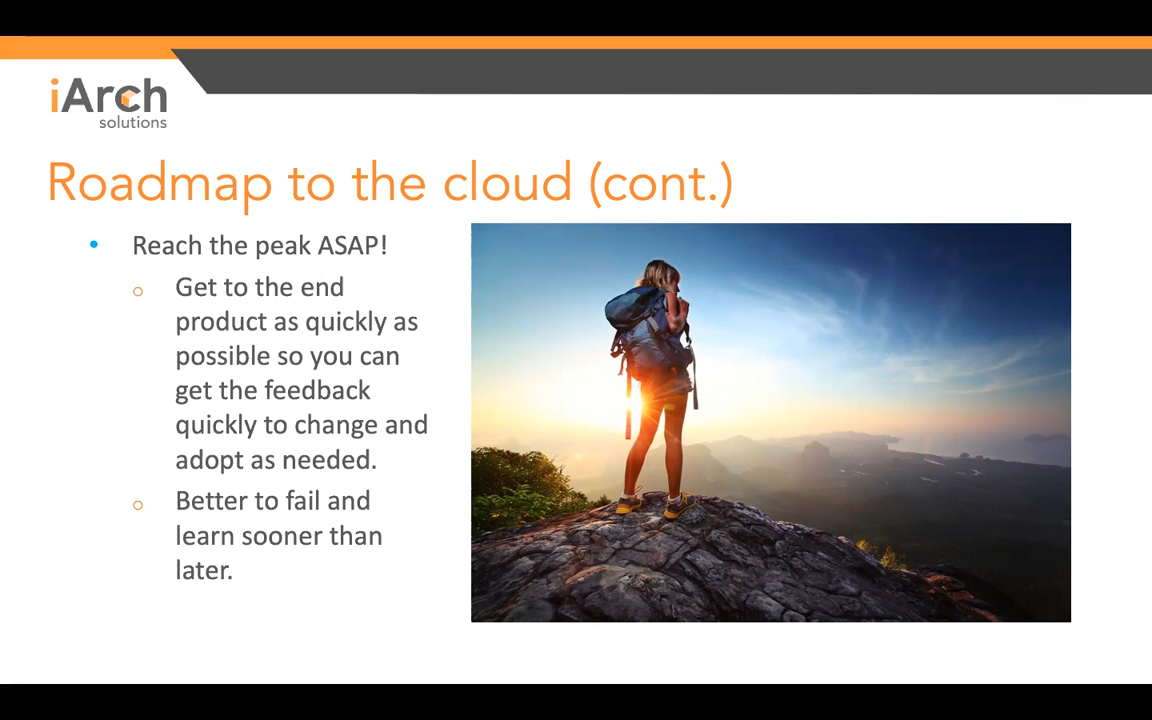 iArch
solutions
Roadmap to the cloud (cont.)
• Reach the peak ASAP!
o Get to the end
product as quickly as
possible so you can
get the feedback
quickly to change and
adopt as needed.
o Better to fail and
learn sooner than
later.